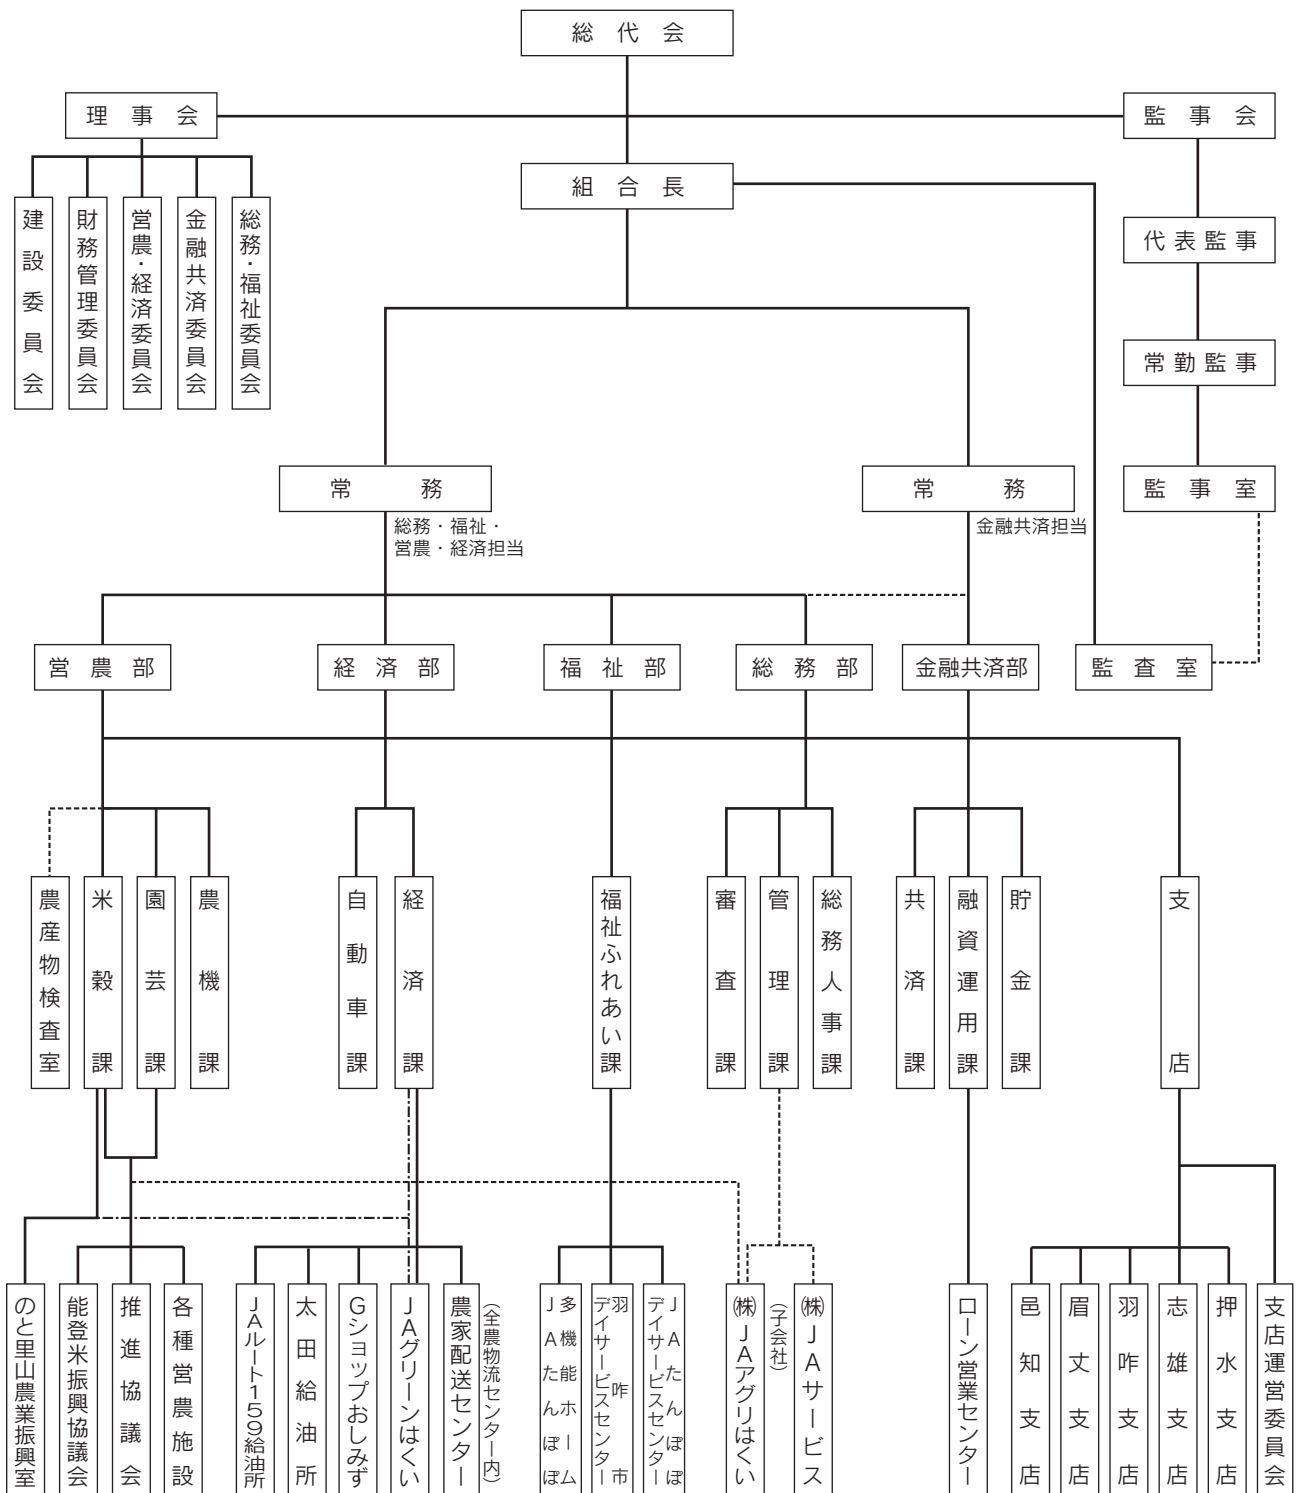 総代会
理事会
監事会
組合長
建設委員会
財務管理委員会
営農・経済委員会
金融共済委員会
総務・福祉委員会
代表監事
常勤監事
常務
総務・福祉・
営農・経済担当
常務
金融共済担当
監事室
営農部
経済部
福祉部
総務部
金融共済部
監査室
農産物検査室
米穀課
園芸課
農機課
自動車課
経済課
福祉ふれあい課
審査課
管理課
総務人事課
共済課
融資運用課
貯金課
支店
のと里山農業振興室
能登米振興協議会
推進協議会
各種営農施設
JAルート159給油所
太田給油所
Gショップおしみず
JAグリーンはくい
農家配送センター
(全農物流センター内)
多機能ホーム
JAたんぽぽ
羽咋市
デイサービスセンター
JAたんぽぽ
デイサービスセンター
㈱JAアグリはくい
(子会社)
㈱JAサービス
ローン営業センター
邑知支店
眉丈支店
羽咋支店
志雄支店
押水支店
支店運営委員会